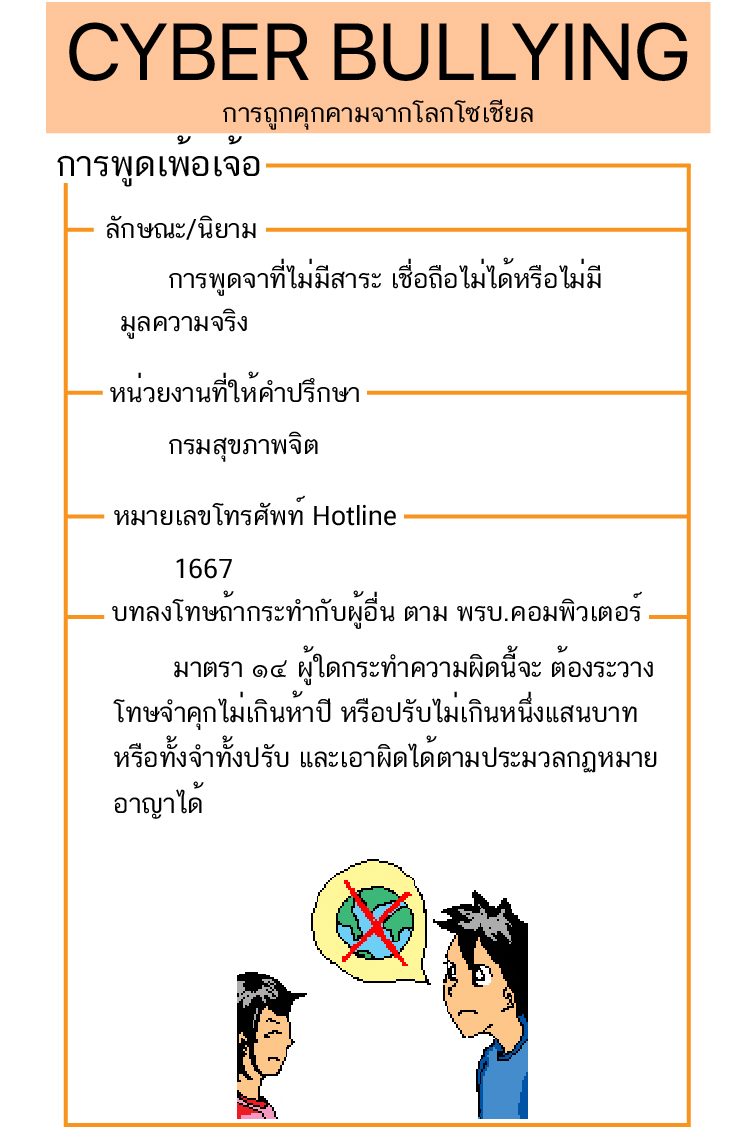 CYBER BULLYING
การถูกคุกคามจากโลกโซเชียล
การพูดเพ้อเจ้อ
ลักษณะ/นิยาม
การพูดจาที่ไม่มีสาระ เชื่อถือไม่ได้หรือไม่มี
มูลความจริง
หน่วยงานที่ให้คำปรึกษา
กรมสุขภาพจิต
หมายเลขโทรศัพท์ Hotline
1667
บทลงโทษถ้ากระทำกับผู้อื่น ตาม พรบ.คอมพิวเตอร์
มาตรา ๑๔ ผู้ใดกระทำความผิดนี้จะ ต้องระวาง
โทษจำคุกไม่เกินห้าปี หรือปรับไม่เกินหนึ่งแสนบาท
หรือทั้งจำทั้งปรับ และเอาผิดได้ตามประมวลกฏหมาย
อาญาได้